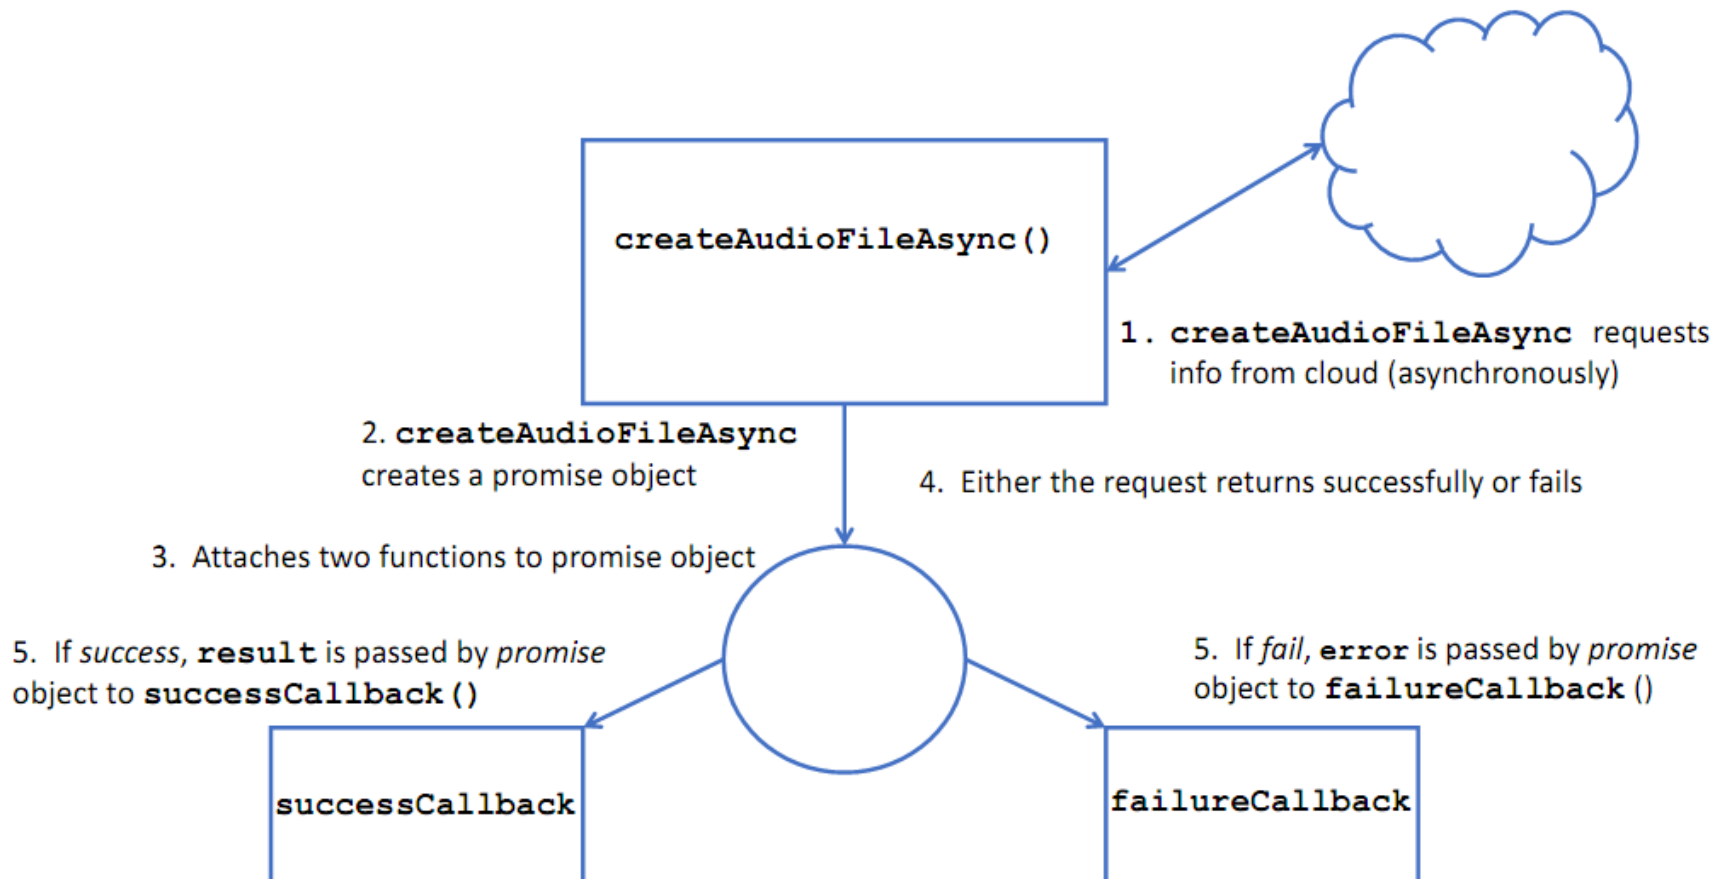 createAudioFileAsync()
1. createAudioFileAsync requests
info from cloud (asynchronously)
2. createAudioFileAsync
creates a promise object
4. Either the request returns successfully or fails
3. Attaches two functions to promise object
5. If success, result is passed by promise
object to successCallback()
5. If fail, error is passed by promise
object to failureCallback ()
successCallback
failureCallback